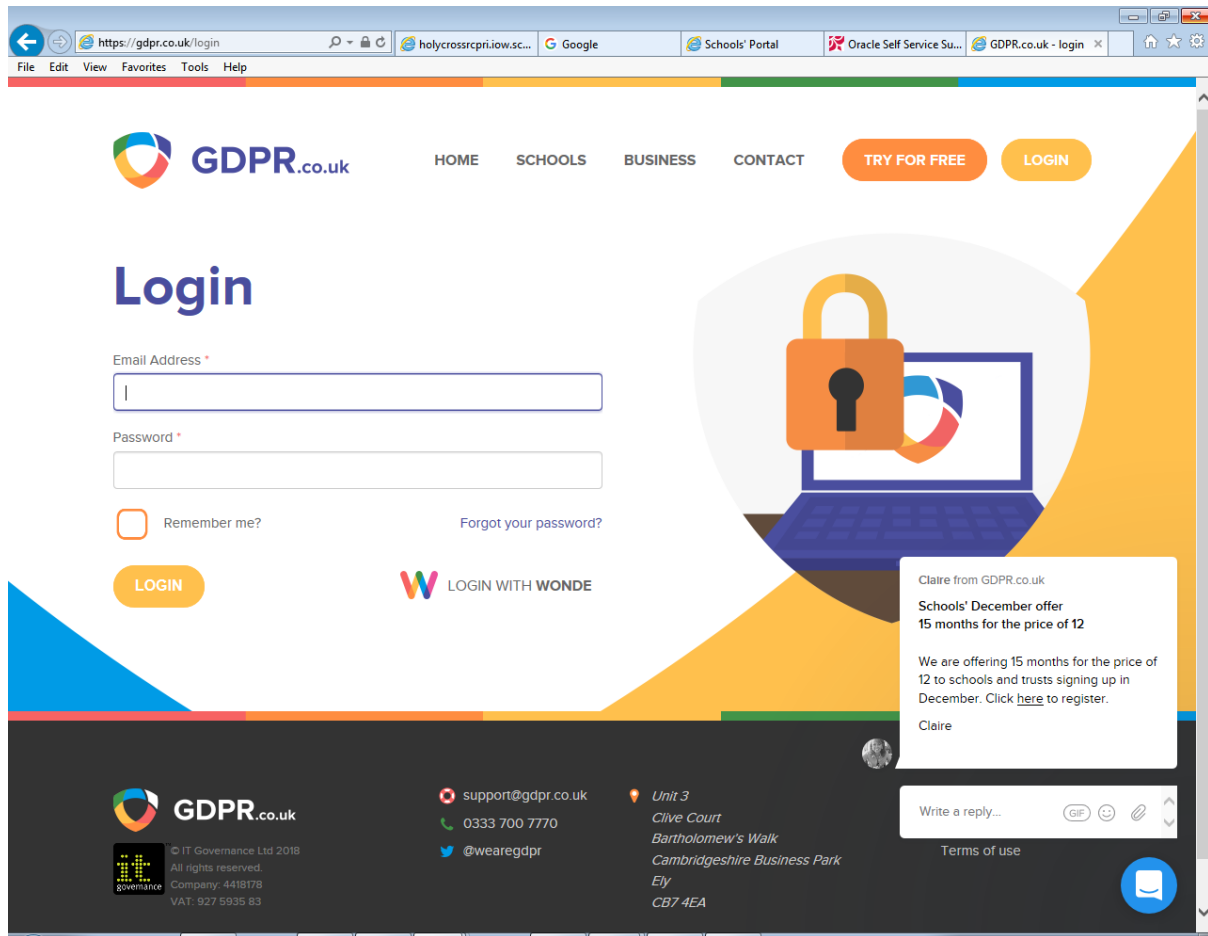 https://gdpr.co.uk/login
holycrossrcpri.iow.sc...
Google
Schools' Portal
Oracle Self Service Su...
GDPR.co.uk - login
File Edit View Favorites Tools Help
GDPR.co.uk
HOME SCHOOLS BUSINESS CONTACT TRY FOR FREE LOGIN
Login
Email Address *
Password *
Remember me? Forgot your password?
LOGIN
W LOGIN WITH WONDE
Claire from GDPR.co.uk
Schools' December offer
15 months for the price of 12
We are offering 15 months for the price of
12 to schools and trusts signing up in
December. Click here to register.
Claire
Write a reply...
GIF
Terms of use
GDPR.co.uk
it
governance
© IT Governance Ltd 2018
All rights reserved.
Company: 4418178
VAT: 927 5935 83
support@gdpr.co.uk
0333 700 7770
@wearegdpr
Unit 3
Clive Court
Bartholomew's Walk
Cambridgeshire Business Park
Ely
CB7 4EA